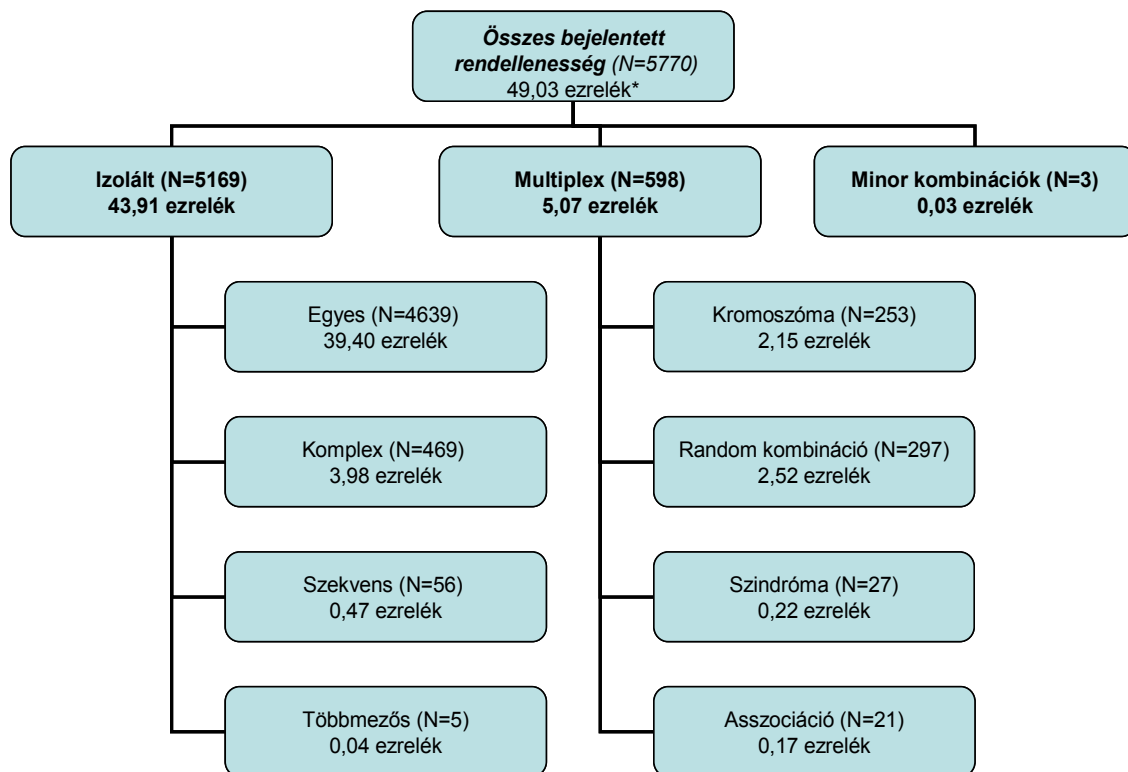 Összes bejelentett
rendellenesség (N=5770)
49,03 ezrelék*
Izolált (N=5169)
43,91 ezrelék
Multiplex (N=598)
5,07 ezrelék
Minor kombinációk (N=3)
0,03 ezrelék
Egyes (N=4639)
39,40 ezrelék
Kromoszóma (N=253)
2,15 ezrelék
Komplex (N=469)
3,98 ezrelék
Random kombináció (N=297)
2,52 ezrelék
Szekvens (N=56)
0,47 ezrelék
Szindróma (N=27)
0,22 ezrelék
Többmezős (N=5)
0,04 ezrelék
Asszociáció (N=21)
0,17 ezrelék